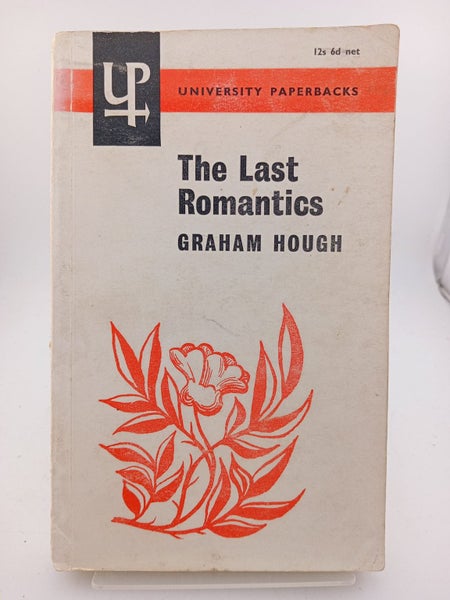 12s 6d net
UP
UNIVERSITY PAPERBACKS
The Last
Romantics
GRAHAM HOUGH